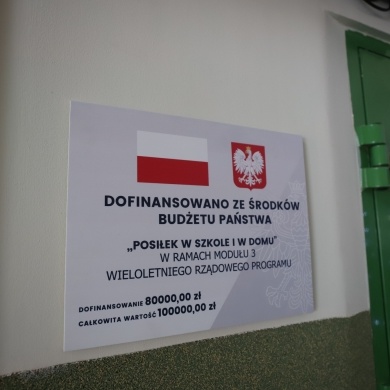 DOFINANSOWANO ZE ŚRODKÓW
BUDŻETU PAŃSTWA
„POSIŁEK W SZKOLE I W DOMU"
W RAMACH MODUŁU 3
WIELOLETNIEGO RZĄDOWEGO PROGRAMU
DOFINANSOWANIE 80000,00 zł
CAŁKOWITA WARTOŚĆ 100000,00 zł